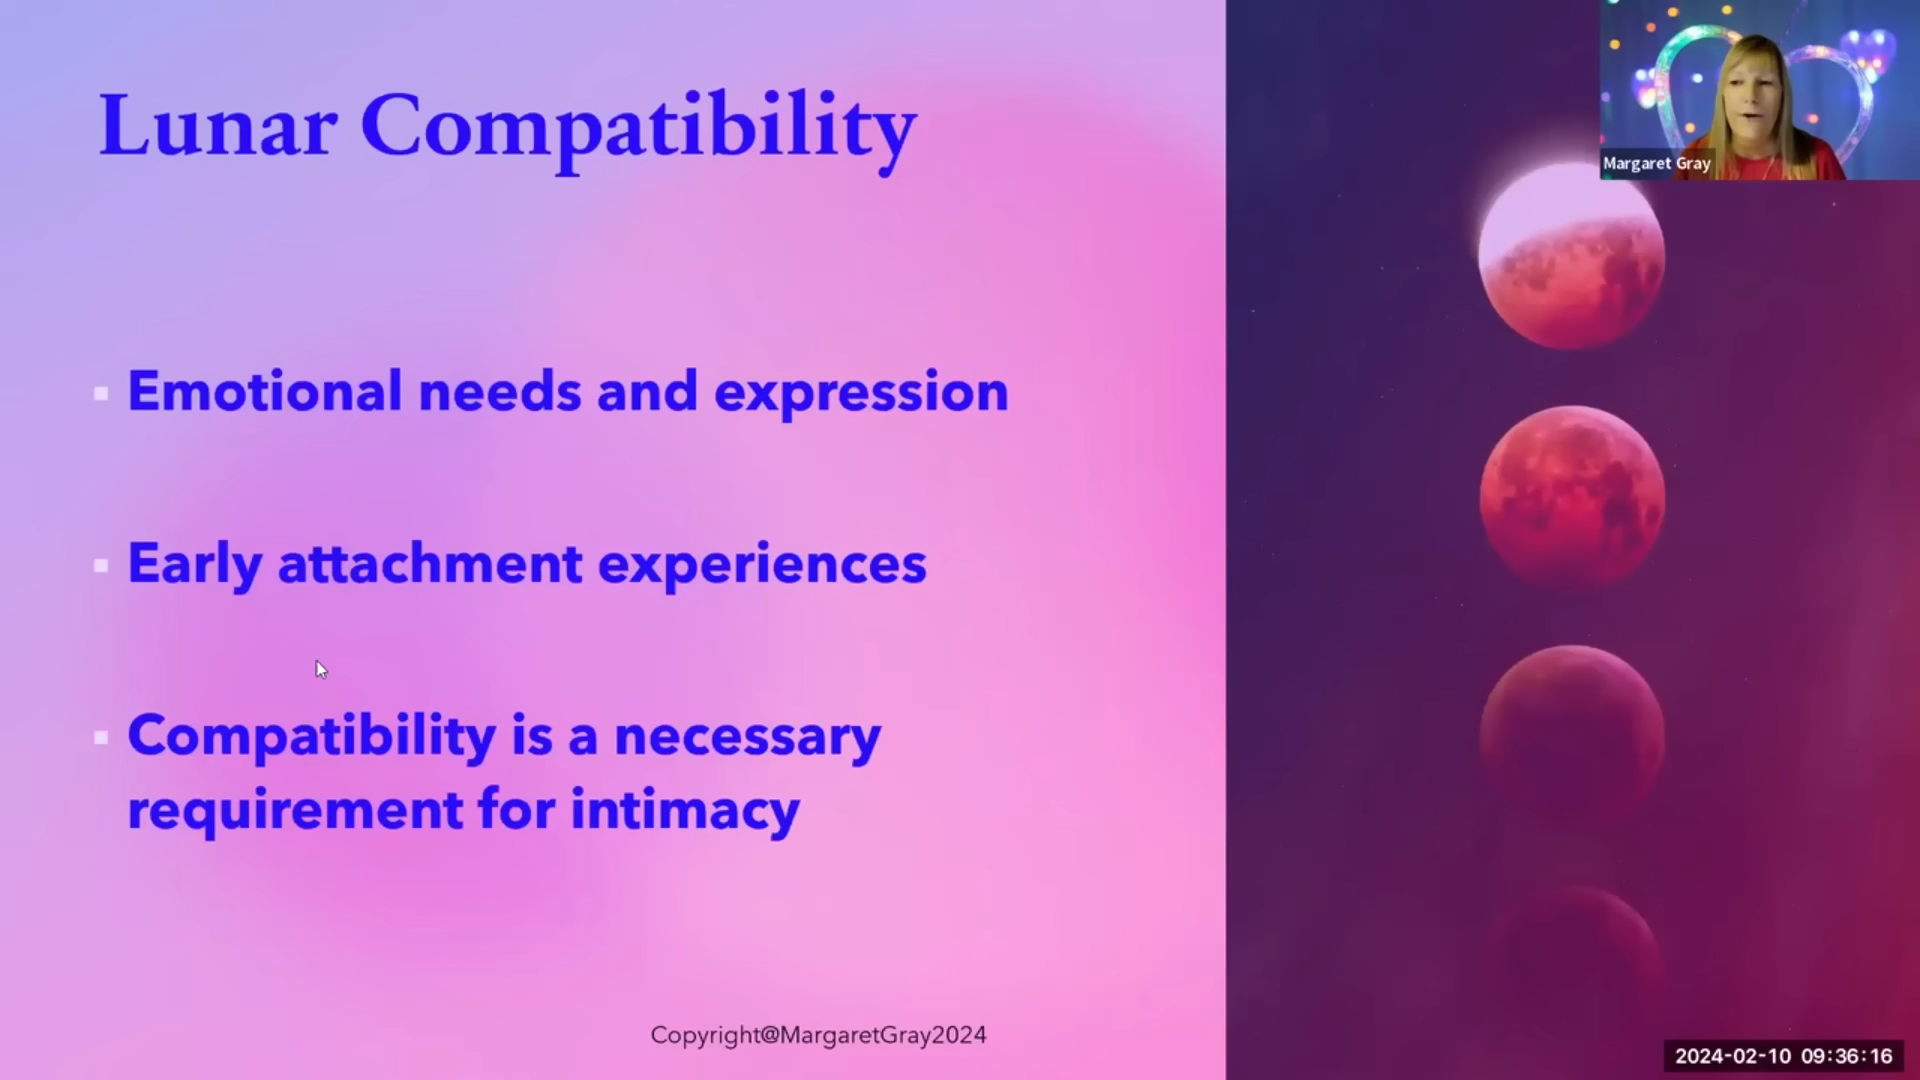 Lunar Compatibility
Margaret Gray
Emotional needs and expression
Early attachment experiences
Compatibility is a necessary
requirement for intimacy
Copyright@MargaretGray2024
2024-02-10 09:36:16